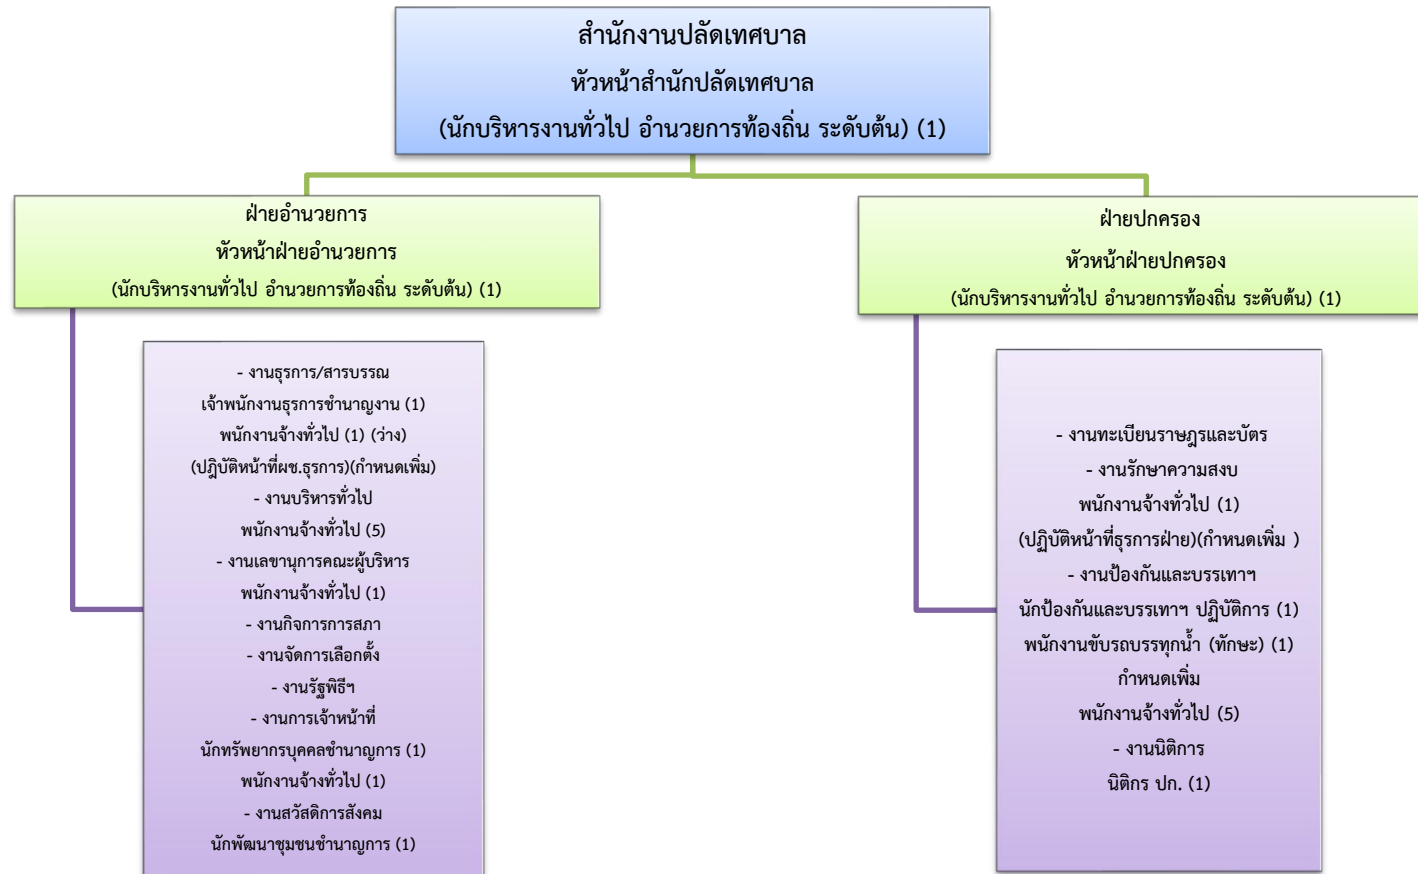 สำนักงานปลัดเทศบาล
หัวหน้าสำนักปลัดเทศบาล
(นักบริหารงานทั่วไป อำนวยการท้องถิ่น ระดับต้น) (1)
ฝ่ายอำนวยการ
หัวหน้าฝ่ายอำนวยการ
(นักบริหารงานทั่วไป อำนวยการท้องถิ่น ระดับต้น) (1)
- งานธุรการ/สารบรรณ
เจ้าพนักงานธุรการชำนาญงาน (1)
พนักงานจ้างทั่วไป (1) (ว่าง)
(ปฎิบัติหน้าที่ผช.ธุรการ)(กำหนดเพิ่ม)
- งานบริหารทั่วไป
พนักงานจ้างทั่วไป (5)
- งานเลขานุการคณะผู้บริหาร
พนักงานจ้างทั่วไป (1)
- งานกิจการการสภา
- งานจัดการเลือกตั้ง
- งานรัฐพิธีฯ
- งานการเจ้าหน้าที่
นักทรัพยากรบุคคลชำนาญการ (1)
พนักงานจ้างทั่วไป (1)
- งานสวัสดิการสังคม
นักพัฒนาชุมชนชำนาญการ (1)
ฝ่ายปกครอง
หัวหน้าฝ่ายปกครอง
(นักบริหารงานทั่วไป อำนวยการท้องถิ่น ระดับต้น) (1)
- งานทะเบียนราษฎรและบัตร
- งานรักษาความสงบ
พนักงานจ้างทั่วไป (1)
(ปฏิบัติหน้าที่ธุรการฝ่าย)(กำหนดเพิ่ม )
- งานป้องกันและบรรเทาฯ
นักป้องกันและบรรเทาฯ ปฏิบัติการ (1)
พนักงานขับรถบรรทุกน้ำ (ทักษะ) (1)
กำหนดเพิ่ม
พนักงานจ้างทั่วไป (5)
- งานนิติการ
นิติกร ปก. (1)